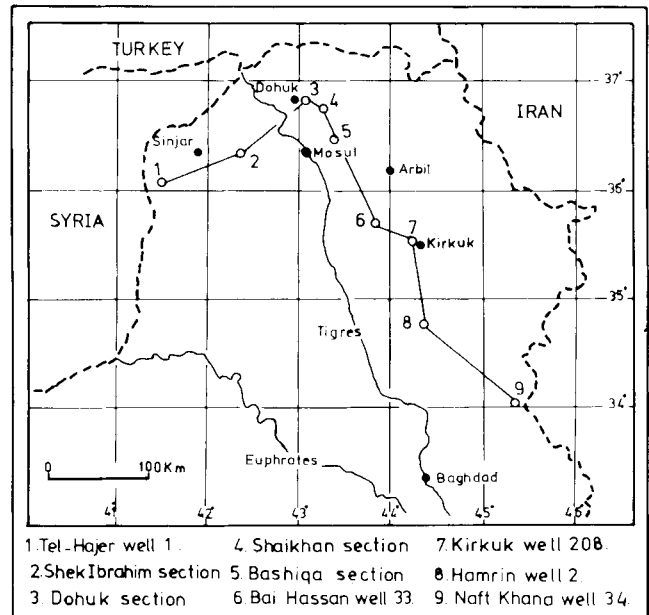 TURKEY
37°
Dohuk
3
4
IRAN
Sinjar
5
Mosul
1
2
Arbil
36°
SYRIA
6
7
Kirkuk
35°
8
Tigres
9
34°
Euphrates
0 100 Km
Baghdad
41° 42 43 44 45 46
1.Tel-Hajer well 1. 4. Shaikhan section 7.Kirkuk well 208.
2.Shek Ibrahim section 5. Bashiqa section 8.Hamrin well 2.
3. Dohuk section 6.Bai Hassan well 33. 9. Naft Khana well 34.